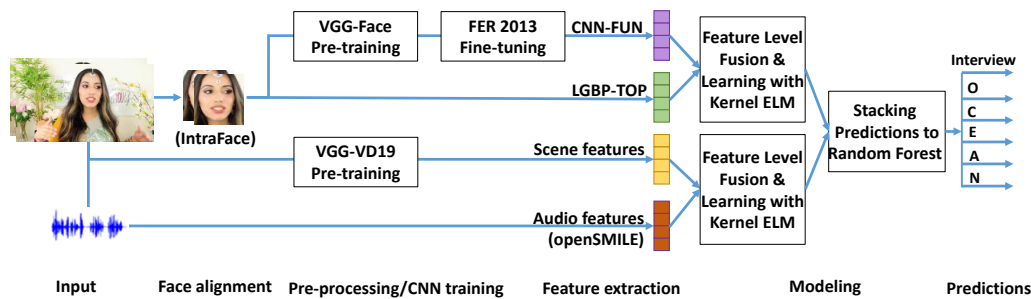 VGG-Face
Pre-training
FER 2013
Fine-tuning
CNN-FUN
LGBP-TOP
(IntraFace)
VGG-VD19
Pre-training
Scene features
Audio features
(openSMILE)
Feature Level
Fusion &
Learning with
Kernel ELM
Feature Level
Fusion &
Learning with
Kernel ELM
Stacking
Predictions to
Random Forest
Interview
O
C
E
A
N
Input
Face alignment
Pre-processing/CNN training
Feature extraction
Modeling
Predictions